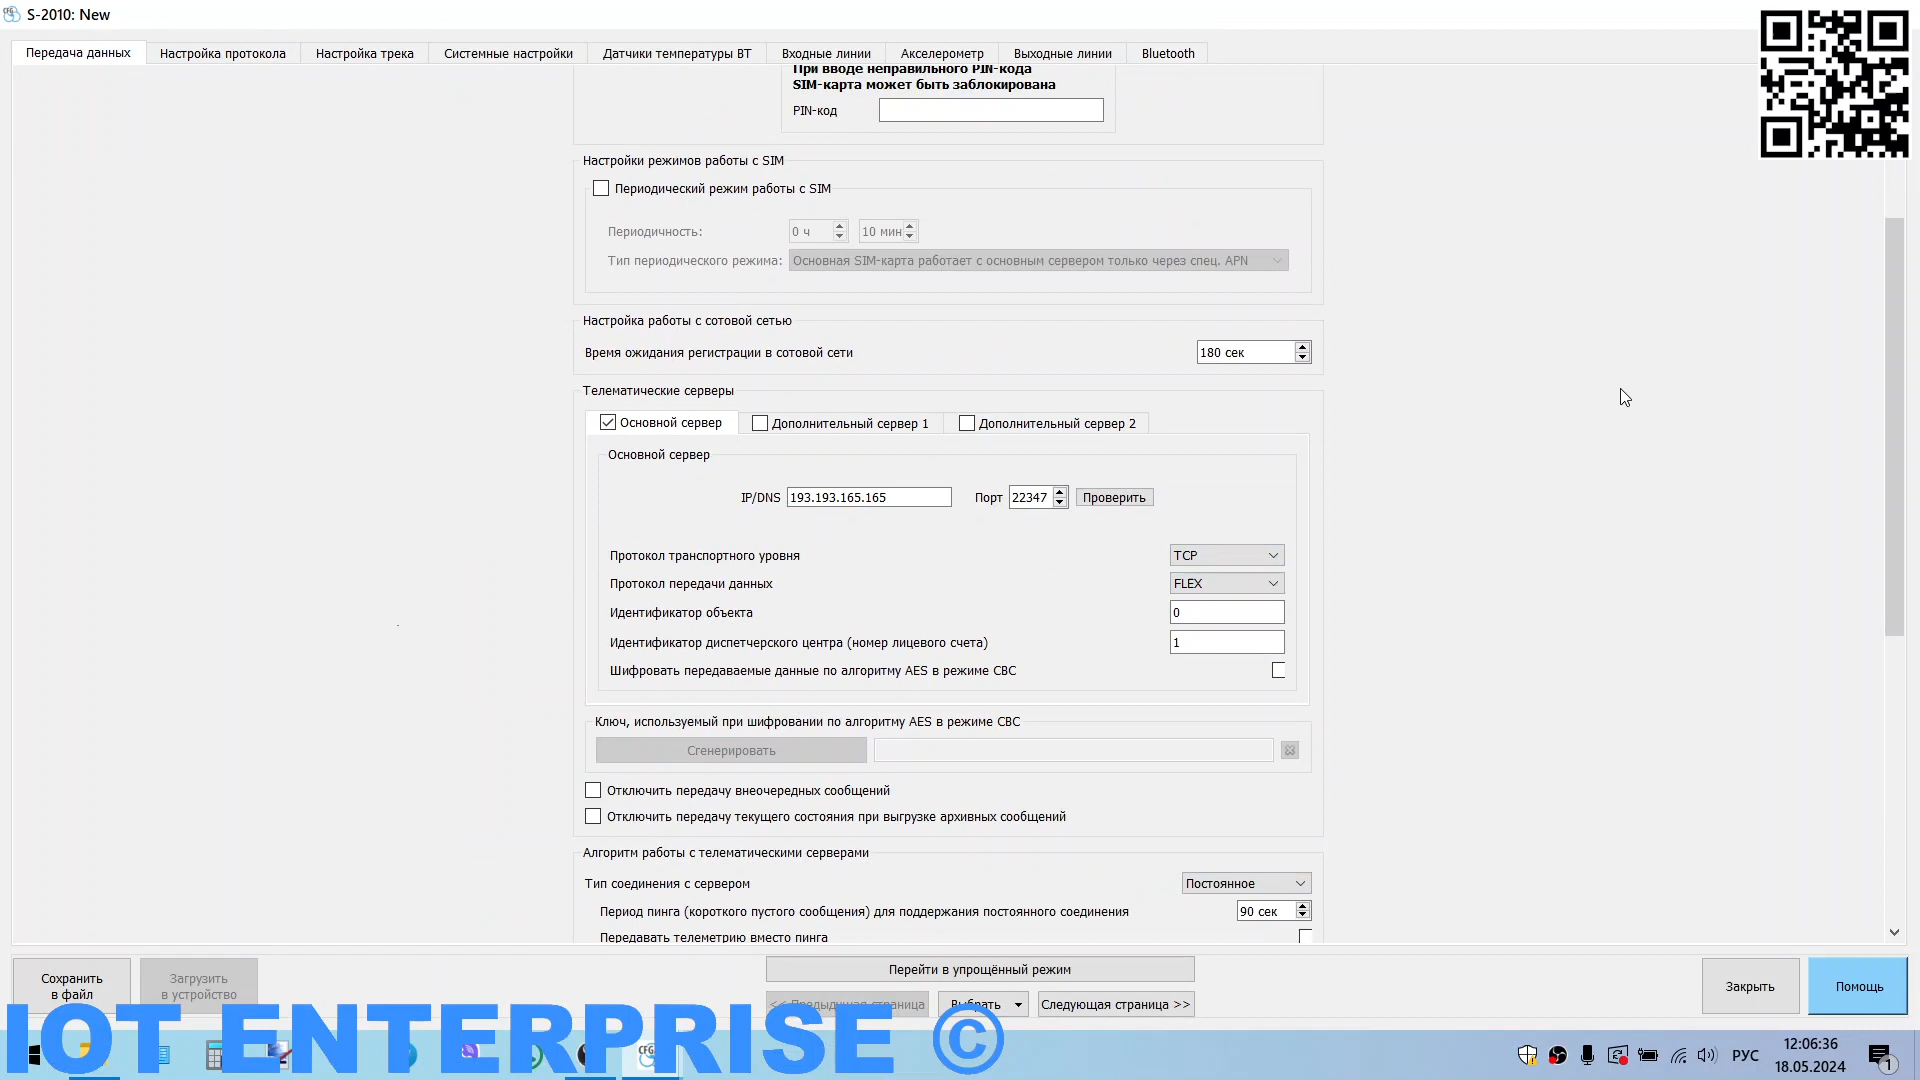 S-2010: New
Передача данных
Настройка протокола
Настройка трека
Системные настройки
Датчики температуры BT
Входные линии
Акселерометр
Выходные линии
Bluetooth
При вводе неправильного PIN-кода
SIM-карта может быть заблокирована
PIN-код
Настройки режимов работы с SIM
Периодический режим работы с SIM
Периодичность:
0 ч
10 мин
Тип периодического режима:
Основная SIM-карта работает с основным сервером только через спец. APN
Настройка работы с сотовой сетью
Время ожидания регистрации в сотовой сети
180 сек
Телематические серверы
Основной сервер
Дополнительный сервер 1
Дополнительный сервер 2
Основной сервер
IP/DNS
193.193.165.165
Порт
22347
Проверить
Протокол транспортного уровня
TCP
Протокол передачи данных
FLEX
Идентификатор объекта
0
Идентификатор диспетчерского центра (номер лицевого счета)
1
Шифровать передаваемые данные по алгоритму AES в режиме CBC
Ключ, используемый при шифровании по алгоритму AES в режиме CBC
Сгенерировать
Отключить передачу внеочередных сообщений
Отключить передачу текущего состояния при выгрузке архивных сообщений
Алгоритм работы с телематическими серверами
Тип соединения с сервером
Постоянное
Период пинга (короткого пустого сообщения) для поддержания постоянного соединения
90 сек
Передавать телеметрию вместо пинга
Сохранить
в файл
Загрузить
в устройство
Перейти в упрощённый режим
<< Предыдущая страница
Выбрать
Следующая страница >>
Закрыть
Помощь
IOT ENTERPRISE ©
CFG
РУС
12:06:36
18.05.2024
1